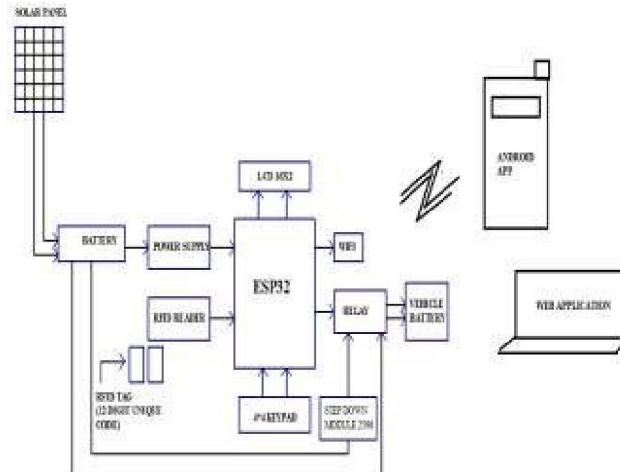 SOLAR PANEL
LCD 16X2
ANDROID
APP
BATTERY
POWER SUPPLY
ESP32
WIFI
RFID READER
RELAY
VEHICLE
BATTERY
WEB APPLICATION
RFID TAG
(12 DIGIT UNIQUE
CODE)
4*4 KEYPAD
STEP DOWN
MODULE 2596